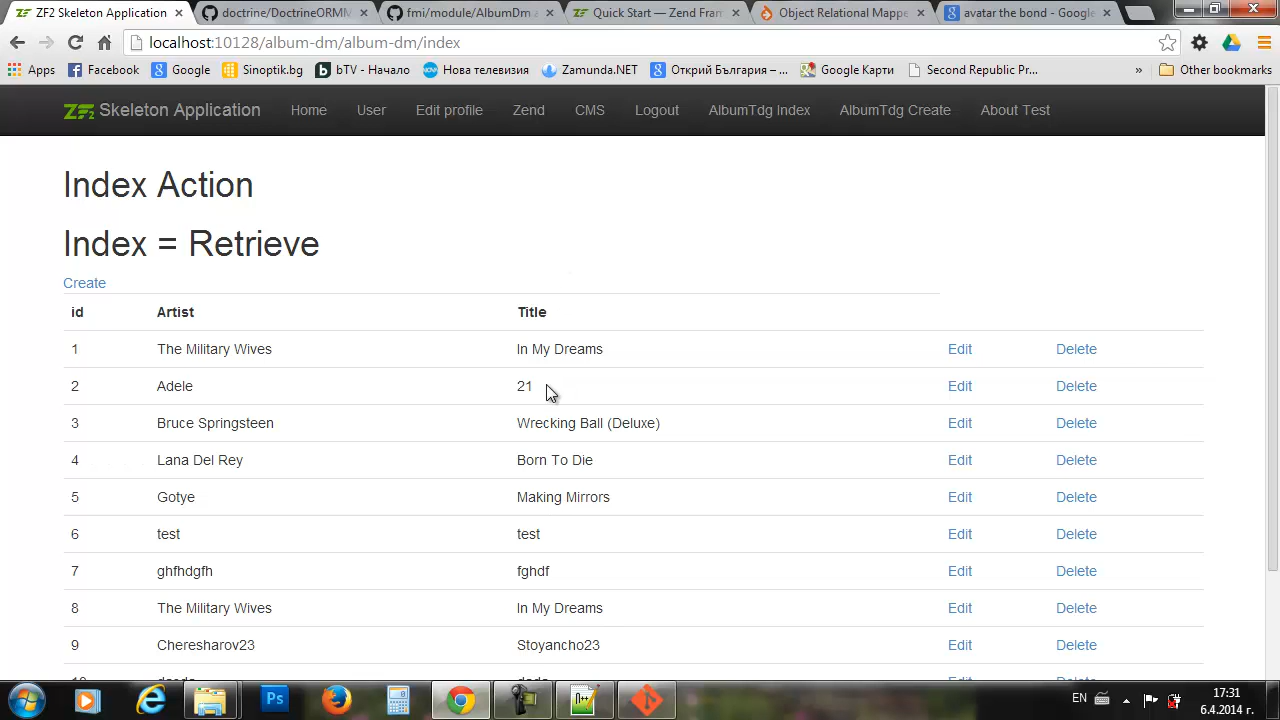 ZF2 Skeleton Application
doctrine/DoctrineORMM
fmi/module/AlbumDm a
Quick Start — Zend Fram
Object Relational Mappe
avatar the bond - Google
localhost:10128/album-dm/album-dm/index
Apps Facebook Google Sinoptik.bg bTV - Начало Нова телевизия Zamunda.NET Открий България – ... Google Карти Second Republic Pr... » Other bookmarks
ZF2 Skeleton Application Home User Edit profile Zend CMS Logout AlbumTdg Index AlbumTdg Create About Test
Index Action
Index = Retrieve
Create
id Artist Title
1 The Military Wives In My Dreams Edit Delete
2 Adele 21 Edit Delete
3 Bruce Springsteen Wrecking Ball (Deluxe) Edit Delete
4 Lana Del Rey Born To Die Edit Delete
5 Gotye Making Mirrors Edit Delete
6 test test Edit Delete
7 ghfhdgfh fghdf Edit Delete
8 The Military Wives In My Dreams Edit Delete
9 Cheresharov23 Stoyancho23 Edit Delete
Ps
EN
17:31
6.4.2014 г.